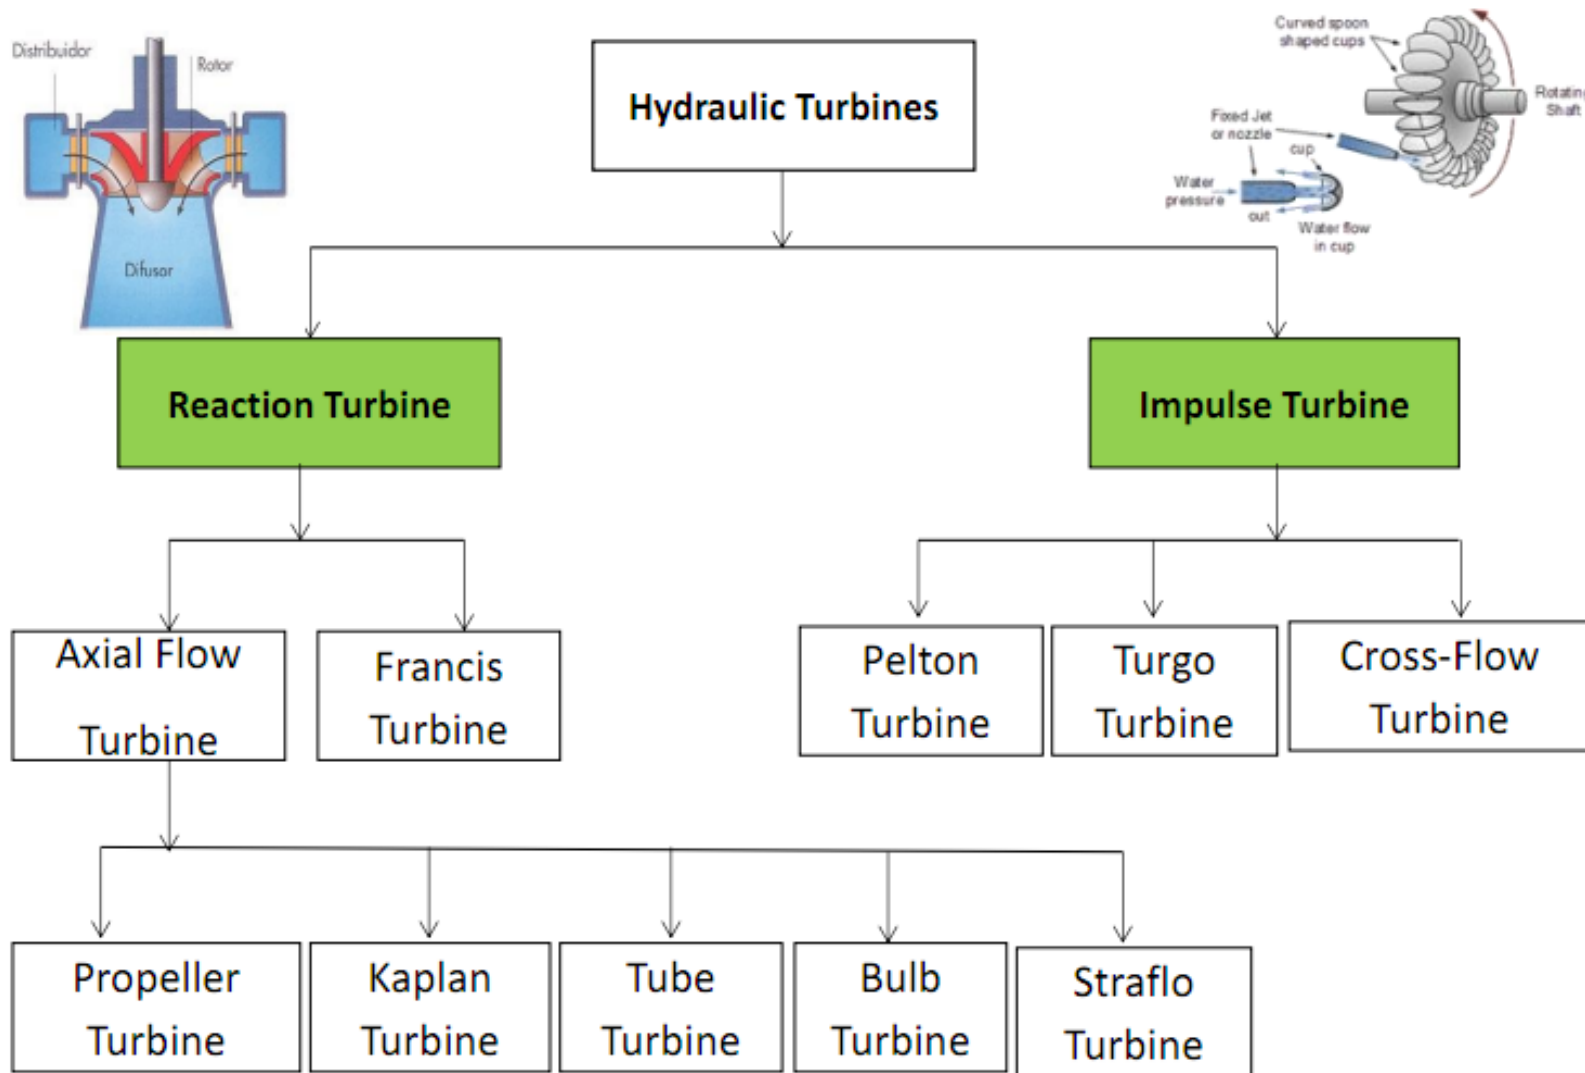 Distribuidor
Rotor
Difusor
Hydraulic Turbines
Curved spoon
shaped cups
Rotating
Shaft
Fixed Jet
or nozzle
cup
Water
pressure
out
Water flow
in cup
Reaction Turbine
Impulse Turbine
Axial Flow
Turbine
Francis
Turbine
Pelton
Turbine
Turgo
Turbine
Cross-Flow
Turbine
Propeller
Turbine
Kaplan
Turbine
Tube
Turbine
Bulb
Turbine
Straflo
Turbine